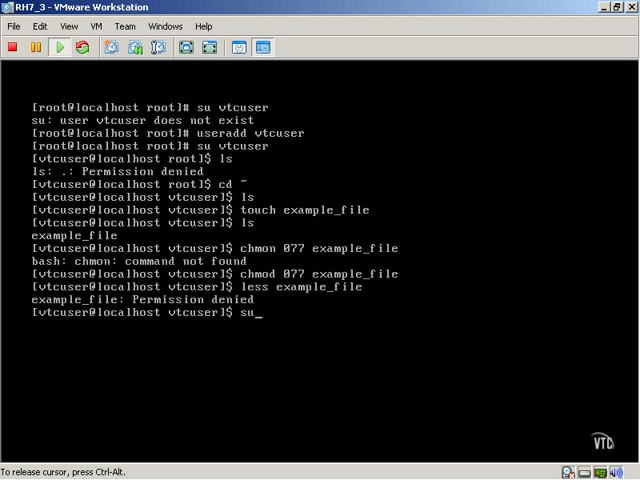 RH7_3 - VMware Workstation
File Edit View VM Team Windows Help
[root@localhost root]# su vtcuser
su: user vtcuser does not exist
[root@localhost root]# useradd vtcuser
[root@localhost root]# su vtcuser
[vtcuser@localhost root]$ ls
ls: .: Permission denied
[vtcuser@localhost root]$ cd ~
[vtcuser@localhost vtcuser]$ ls
[vtcuser@localhost vtcuser]$ touch example_file
[vtcuser@localhost vtcuser]$ ls
example_file
[vtcuser@localhost vtcuser]$ chmon 077 example_file
bash: chmon: command not found
[vtcuser@localhost vtcuser]$ chmod 077 example_file
[vtcuser@localhost vtcuser]$ less example_file
example_file: Permission denied
[vtcuser@localhost vtcuser]$ su_
VTC
To release cursor, press Ctrl-Alt.